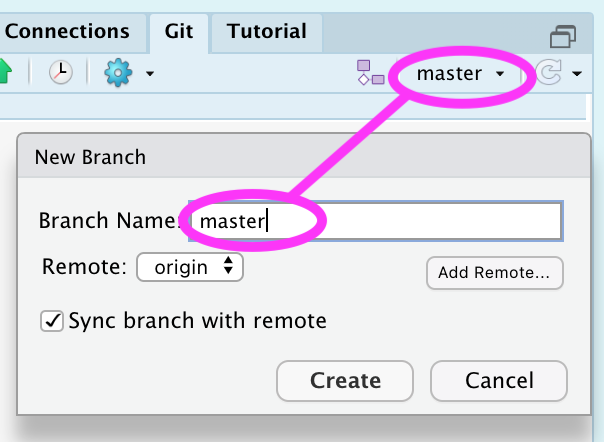 Connections Git Tutorial
master
New Branch
Branch Name: master
Remote: origin Add Remote...
Sync branch with remote
Create Cancel